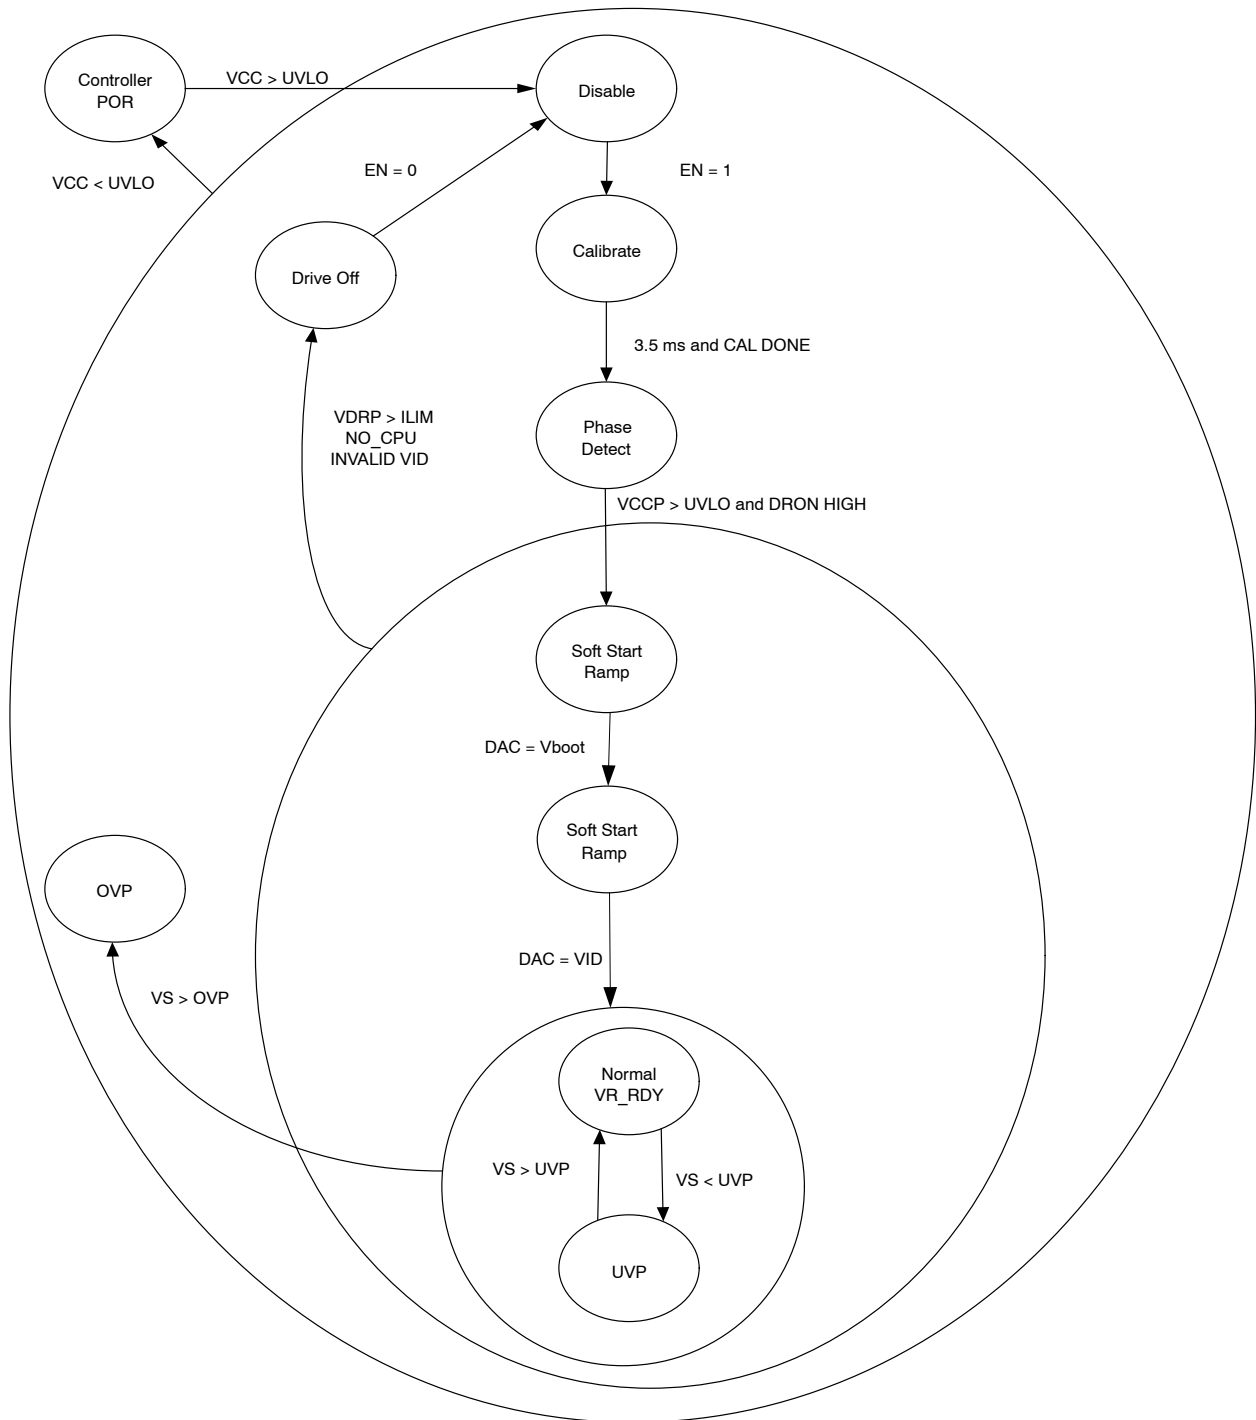 Controller
POR
VCC > UVLO
Disable
VCC < UVLO
EN = 0
EN = 1
Calibrate
Drive Off
3.5 ms and CAL DONE
VDRP > ILIM
NO_CPU
INVALID VID
Phase
Detect
VCCP > UVLO and DRON HIGH
Soft Start
Ramp
DAC = Vboot
Soft Start
Ramp
OVP
DAC = VID
VS > OVP
Normal
VR_RDY
VS > UVP
VS < UVP
UVP